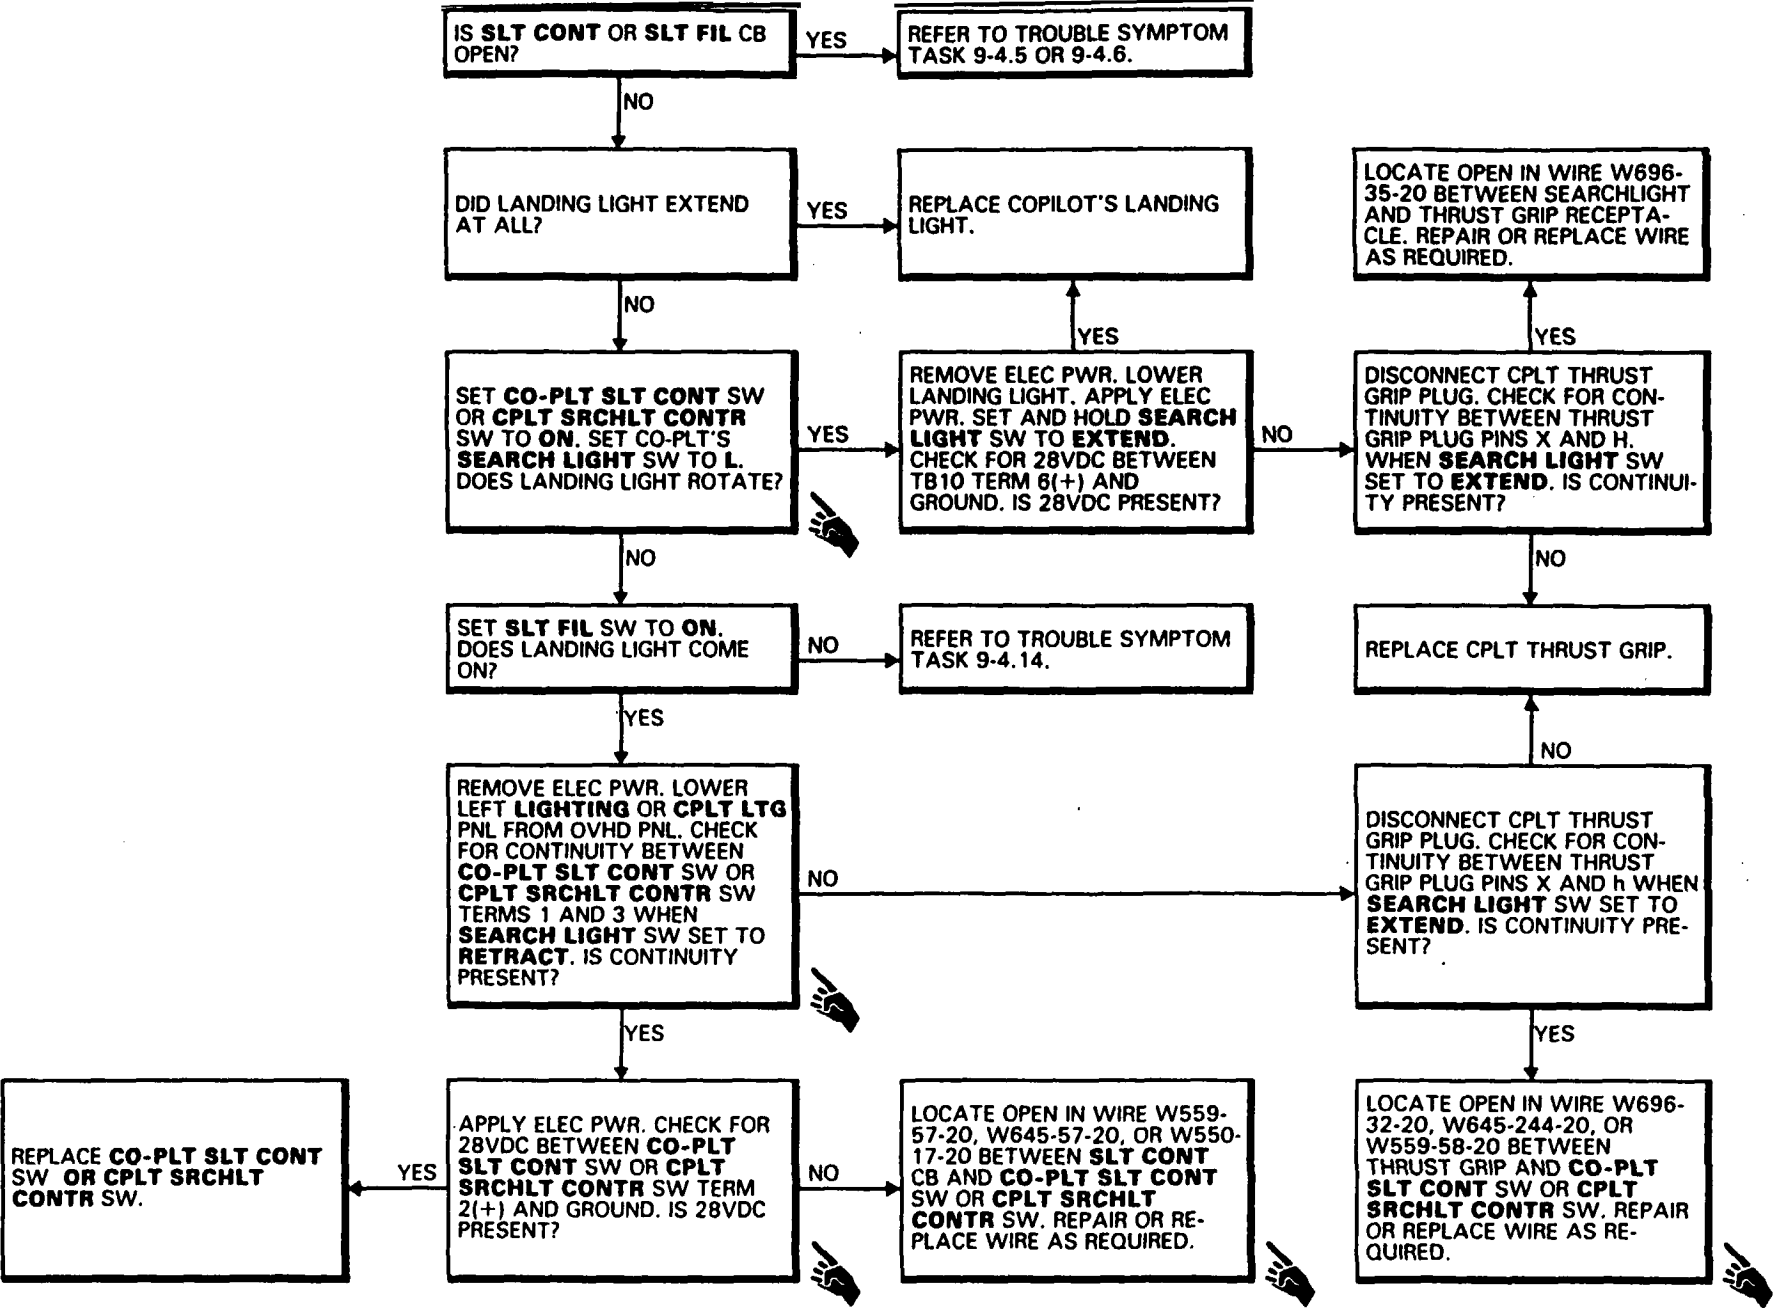 IS SLT CONT OR SLT FIL CB
OPEN?
YES
REFER TO TROUBLE SYMPTOM
TASK 9-4.5 OR 9-4.6.
NO
DID LANDING LIGHT EXTEND
AT ALL?
YES
REPLACE COPILOT'S LANDING
LIGHT.
LOCATE OPEN IN WIRE W696-
35-20 BETWEEN SEARCHLIGHT
AND THRUST GRIP RECEPTA-
CLE. REPAIR OR REPLACE WIRE
AS REQUIRED.
NO
YES
YES
SET CO-PLT SLT CONT SW
OR CPLT SRCHLT CONTR
SW TO ON. SET CO-PLT'S
SEARCH LIGHT SW TO L.
DOES LANDING LIGHT ROTATE?
YES
REMOVE ELEC PWR. LOWER
LANDING LIGHT. APPLY ELEC
PWR. SET AND HOLD SEARCH
LIGHT SW TO EXTEND.
CHECK FOR 28VDC BETWEEN
TB10 TERM 6(+) AND
GROUND. IS 28VDC PRESENT?
NO
DISCONNECT CPLT THRUST
GRIP PLUG. CHECK FOR CON-
TINUITY BETWEEN THRUST
GRIP PLUG PINS X AND H.
WHEN SEARCH LIGHT SW
SET TO EXTEND. IS CONTINUI-
TY PRESENT?
NO
NO
SET SLT FIL SW TO ON.
DOES LANDING LIGHT COME
ON?
NO
REFER TO TROUBLE SYMPTOM
TASK 9-4.14.
REPLACE CPLT THRUST GRIP.
YES
NO
REMOVE ELEC PWR. LOWER
LEFT LIGHTING OR CPLT LTG
PNL FROM OVHD PNL. CHECK
FOR CONTINUITY BETWEEN
CO-PLT SLT CONT SW OR
CPLT SRCHLT CONTR SW
TERMS 1 AND 3 WHEN
SEARCH LIGHT SW SET TO
RETRACT. IS CONTINUITY
PRESENT?
NO
DISCONNECT CPLT THRUST
GRIP PLUG. CHECK FOR CON-
TINUITY BETWEEN THRUST
GRIP PLUG PINS X AND h WHEN
SEARCH LIGHT SW SET TO
EXTEND. IS CONTINUITY PRE-
SENT?
YES
YES
REPLACE CO-PLT SLT CONT
SW OR CPLT SRCHLT
CONTR SW.
YES
APPLY ELEC PWR. CHECK FOR
28VDC BETWEEN CO-PLT
SLT CONT SW OR CPLT
SRCHLT CONTR SW TERM
2(+) AND GROUND. IS 28VDC
PRESENT?
NO
LOCATE OPEN IN WIRE W559-
57-20, W645-57-20, OR W550-
17-20 BETWEEN SLT CONT
CB AND CO-PLT SLT CONT
SW OR CPLT SRCHLT
CONTR SW. REPAIR OR RE-
PLACE WIRE AS REQUIRED.
LOCATE OPEN IN WIRE W696-
32-20, W645-244-20, OR
W559-58-20 BETWEEN
THRUST GRIP AND CO-PLT
SLT CONT SW OR CPLT
SRCHLT CONTR SW. REPAIR
OR REPLACE WIRE AS RE-
QUIRED.